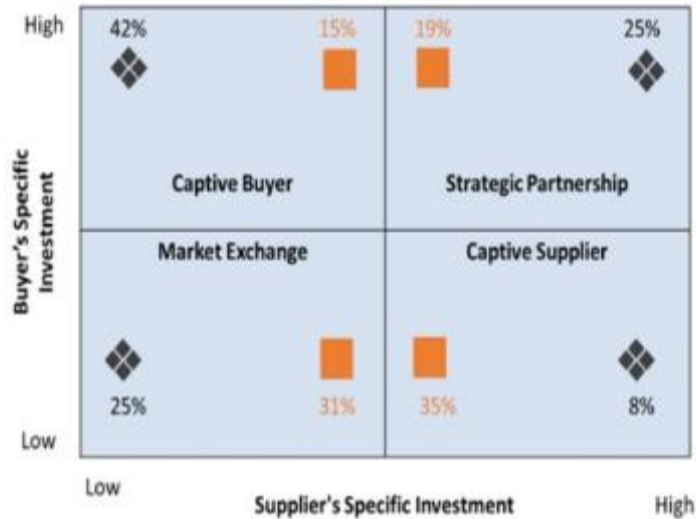 High
42%
15%
19%
25%
Captive Buyer
Strategic Partnership
Buyer's Specific
Investment
Market Exchange
Captive Supplier
25%
31%
35%
8%
Low
Low
Supplier's Specific Investment
High